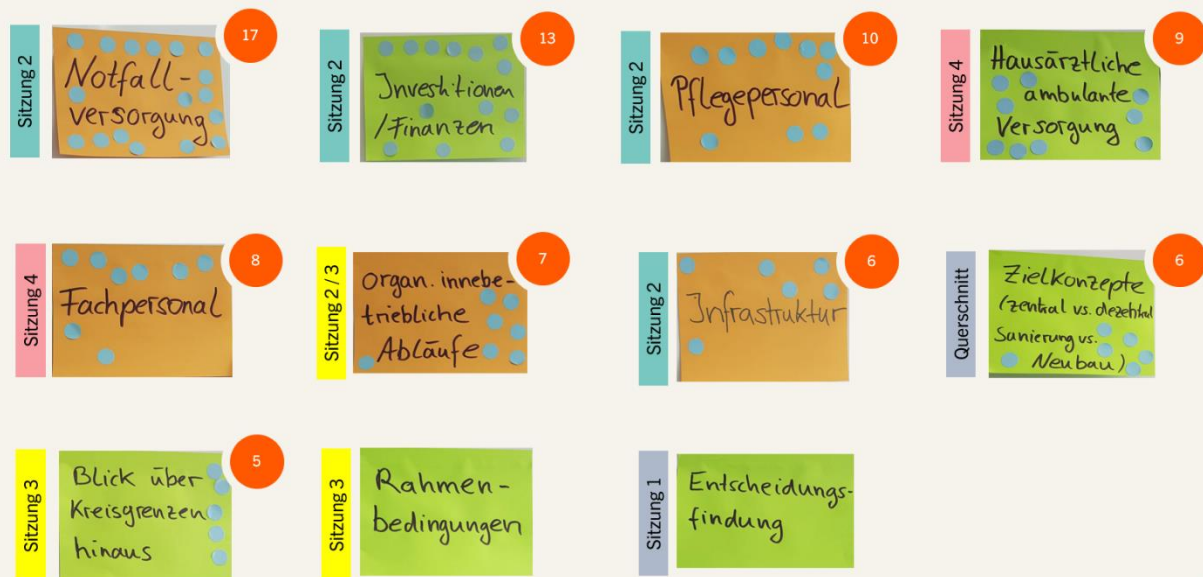 Sitzung 2
Notfall-
versorgung
17
Sitzung 2
Investitionen
/Finanzen
13
Sitzung 2
Pflegepersonal
10
Sitzung 4
Hausärztliche
ambulante
Versorgung
9
Sitzung 4
Fachpersonal
8
Sitzung 2 / 3
Organ. innebe-
triebliche
Abläufe
7
Sitzung 2
Infrastruktur
6
Querschnitt
Zielkonzepte
(zentral vs. dezentral
Sanierung vs.
Neubau)
6
Sitzung 3
Blick über
Kreisgrenzen
hinaus
5
Sitzung 3
Rahmen-
bedingungen
Sitzung 1
Entscheidungs-
findung